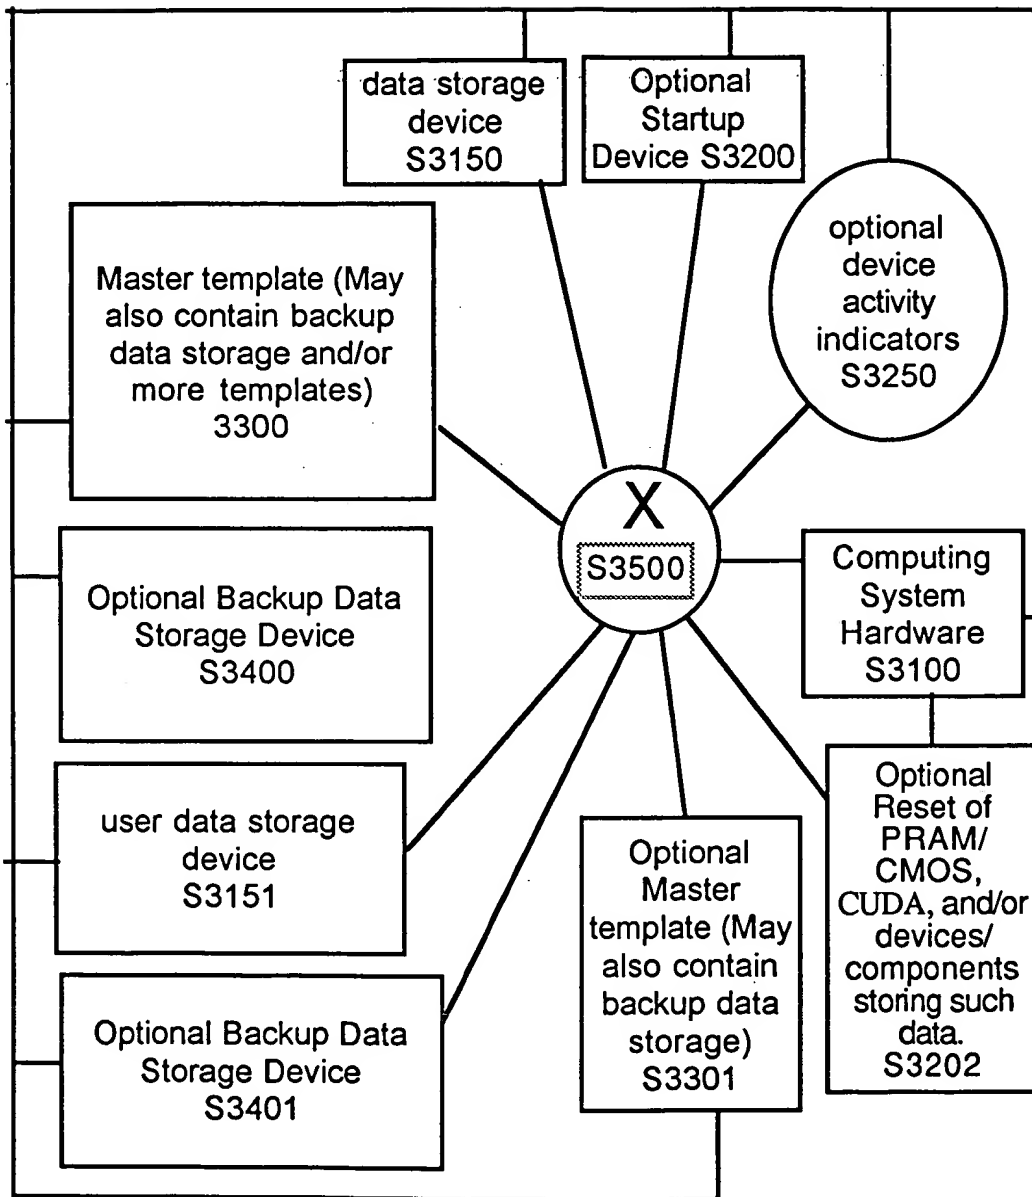 data storage
device
S3150
Optional
Startup
Device S3200
optional
device
activity
indicators
S3250
Master template (May
also contain backup
data storage and/or
more templates)
3300
X
S3500
Computing
System
Hardware
S3100
Optional Backup Data
Storage Device
S3400
user data storage
device
S3151
Optional
Master
template (May
also contain
backup data
storage)
S3301
Optional
Reset of
PRAM/
CMOS,
CUDA, and/or
devices/
components
storing such
data.
S3202
Optional Backup Data
Storage Device
S3401